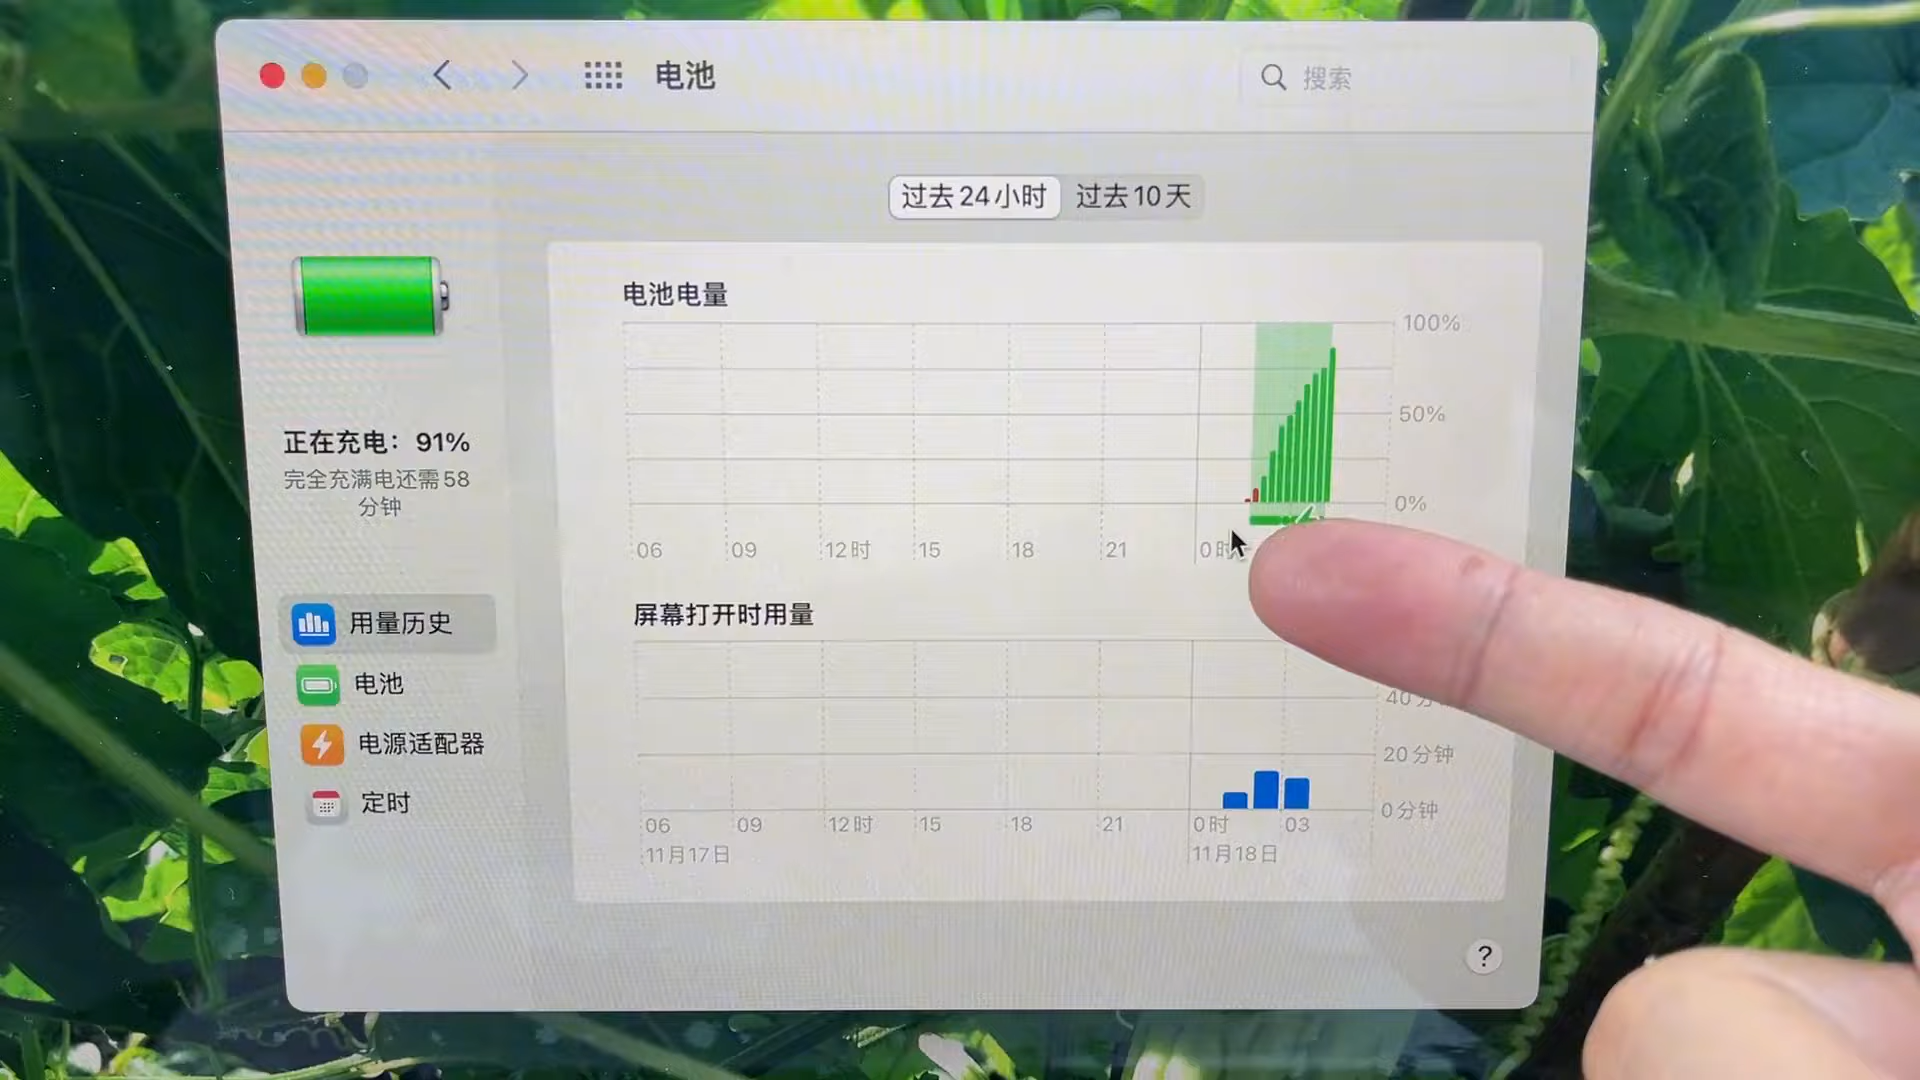 电池
搜索
过去24小时
过去10天
电池电量
100%
50%
0%
06
09
12时
15
18
21
0时
正在充电：91%
完全充满电还需58
分钟
用量历史
电池
电源适配器
定时
屏幕打开时用量
20分钟
0分钟
06
09
12时
15
18
21
0时
03
11月17日
11月18日
?